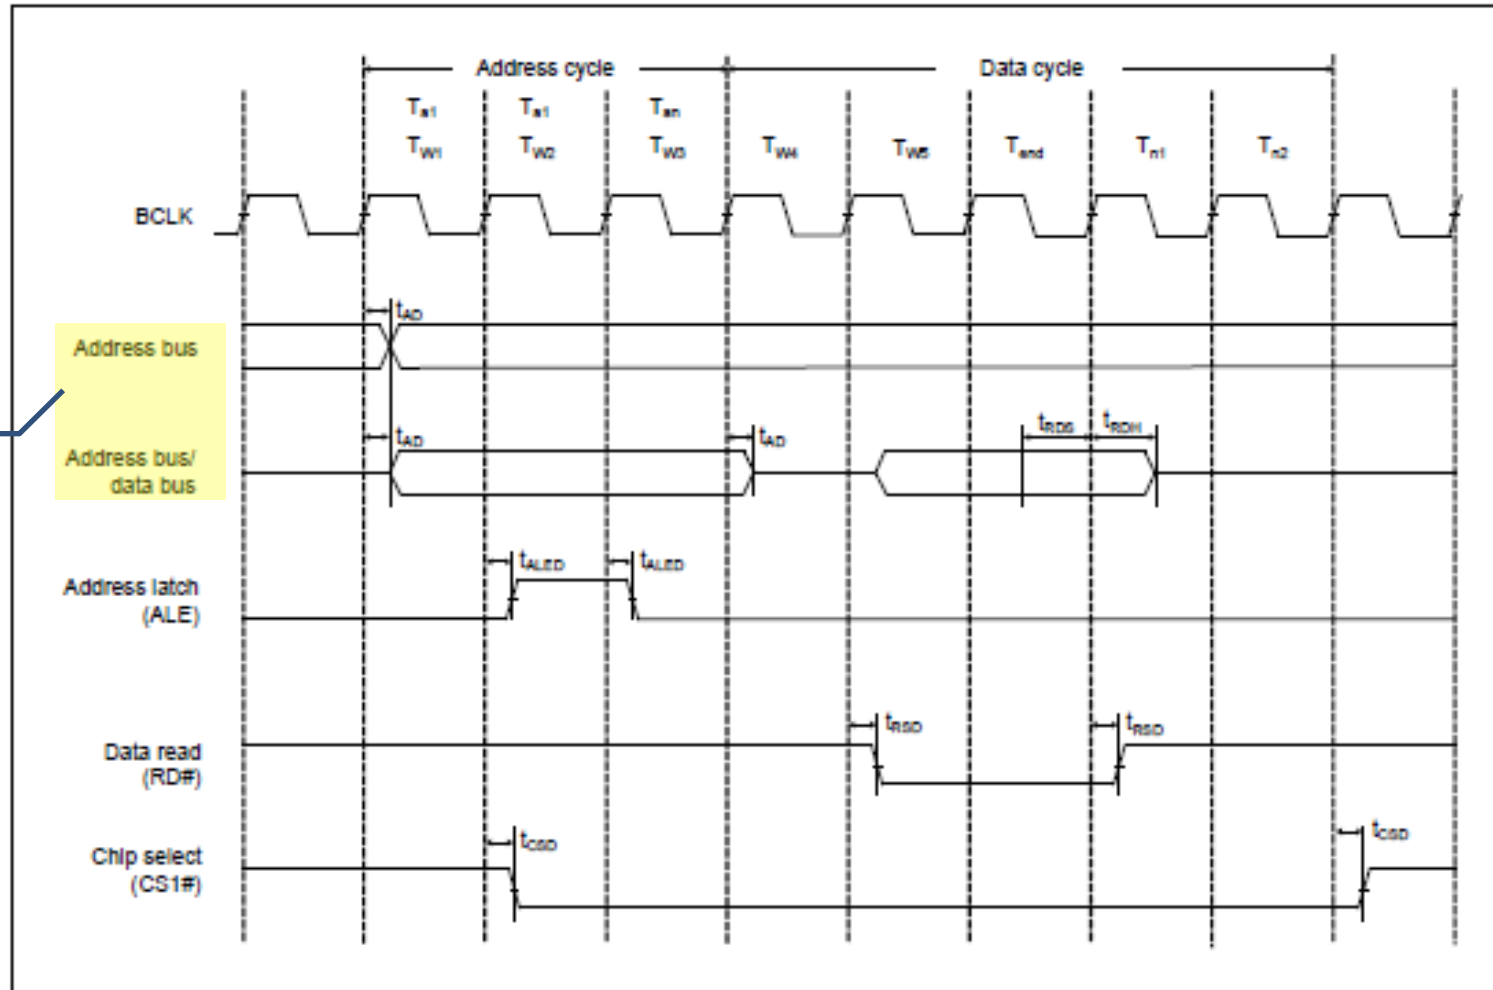 Address cycle Data cycle
Ta1 Ta1 Tan
TW1 TW2 TW3 TW4 TW5 Tend Tn1 Tn2
BCLK
tAD
Address bus
tAD tAD tRDS tRDH
Address bus/
data bus
tALED tALED
Address latch
(ALE)
tRSD tRSD
Data read
(RD#)
tCSD tCSD
Chip select
(CS1#)